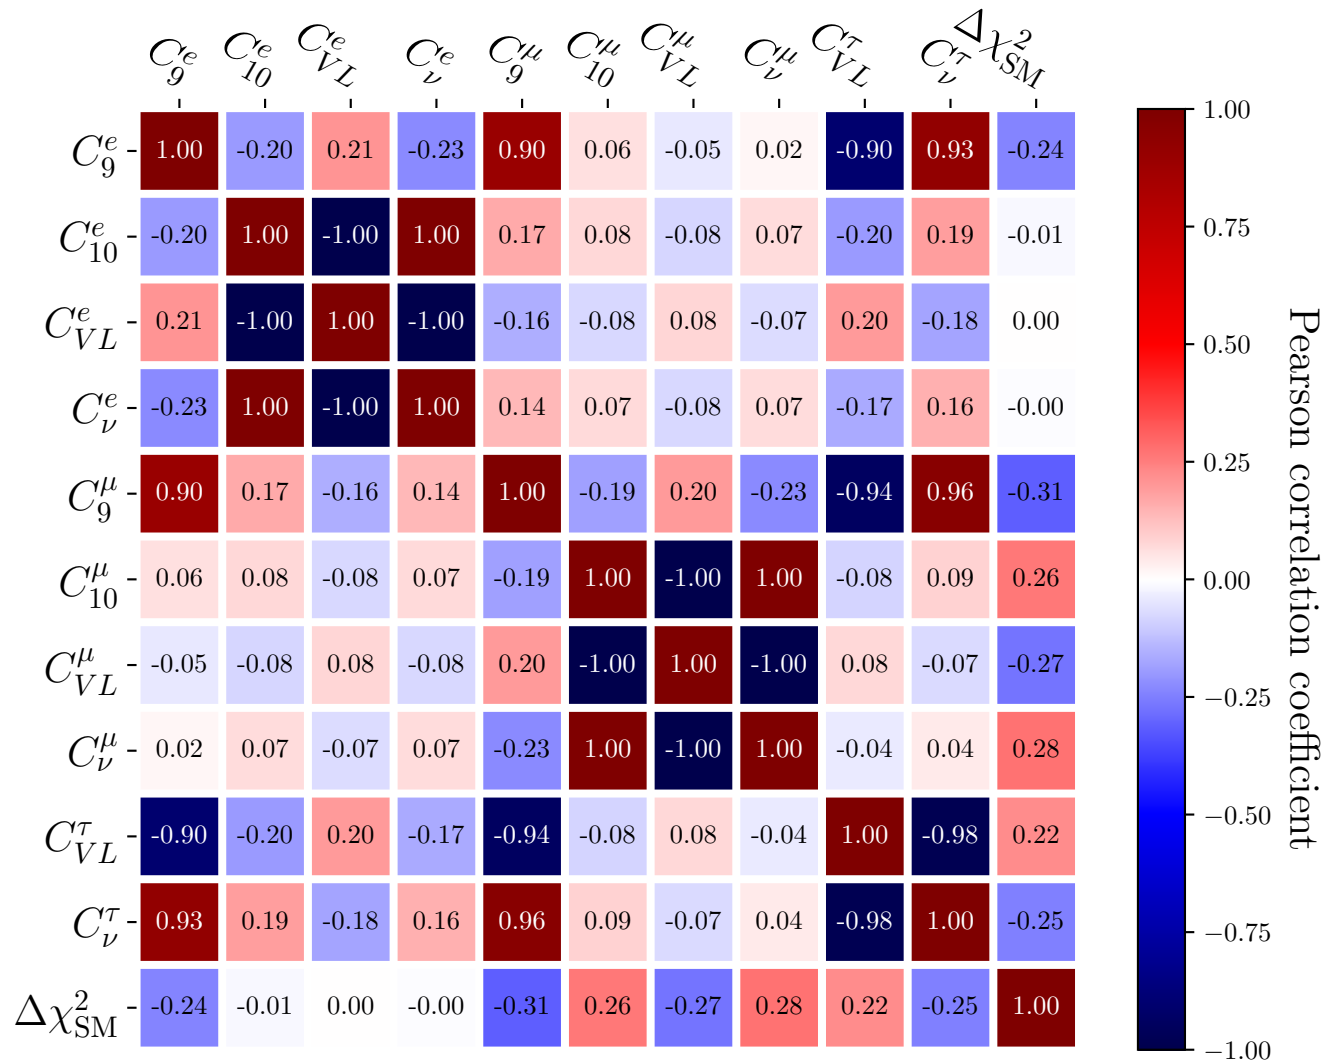 C_9^e C_10^e C_VL^e C_ν^e C_9^μ C_10^μ C_VL^μ C_ν^μ C_VL^τ C_ν^τ Δχ_SM^2
C_9^e 1.00 -0.20 0.21 -0.23 0.90 0.06 -0.05 0.02 -0.90 0.93 -0.24
C_10^e -0.20 1.00 -1.00 1.00 0.17 0.08 -0.08 0.07 -0.20 0.19 -0.01
C_VL^e 0.21 -1.00 1.00 -1.00 -0.16 -0.08 0.08 -0.07 0.20 -0.18 0.00
C_ν^e -0.23 1.00 -1.00 1.00 0.14 0.07 -0.08 0.07 -0.17 0.16 -0.00
C_9^μ 0.90 0.17 -0.16 0.14 1.00 -0.19 0.20 -0.23 -0.94 0.96 -0.31
C_10^μ 0.06 0.08 -0.08 0.07 -0.19 1.00 -1.00 1.00 -0.08 0.09 0.26
C_VL^μ -0.05 -0.08 0.08 -0.08 0.20 -1.00 1.00 -1.00 0.08 -0.07 -0.27
C_ν^μ 0.02 0.07 -0.07 0.07 -0.23 1.00 -1.00 1.00 -0.04 0.04 0.28
C_VL^τ -0.90 -0.20 0.20 -0.17 -0.94 -0.08 0.08 -0.04 1.00 -0.98 0.22
C_ν^τ 0.93 0.19 -0.18 0.16 0.96 0.09 -0.07 0.04 -0.98 1.00 -0.25
Δχ_SM^2 -0.24 -0.01 0.00 -0.00 -0.31 0.26 -0.27 0.28 0.22 -0.25 1.00
1.00
0.75
0.50
0.25
0.00
−0.25
−0.50
−0.75
−1.00
Pearson correlation coefficient